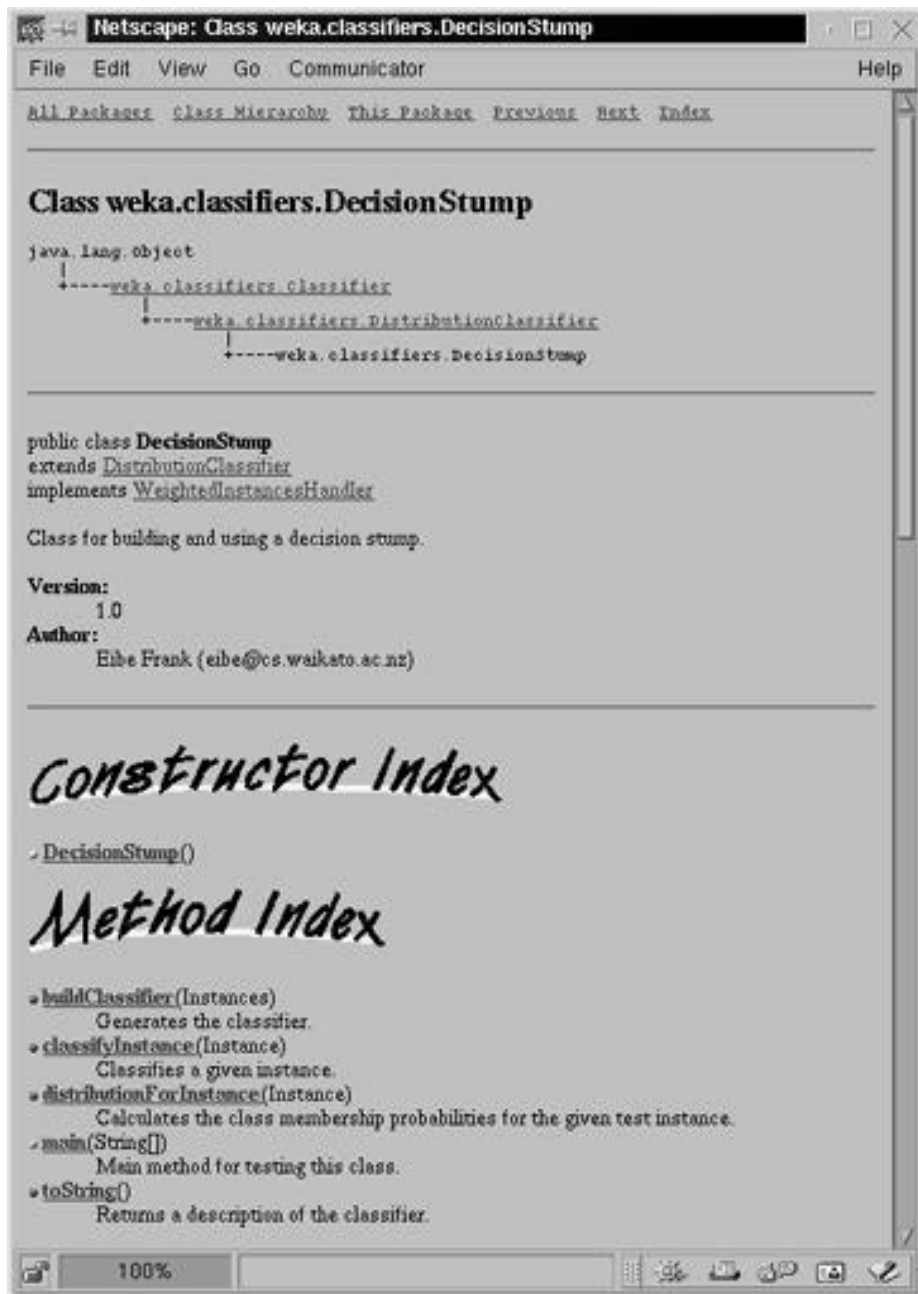 Netscape: Class weka.classifiers.DecisionStump
File Edit View Go Communicator Help
All Packages Class Hierarchy This Package Previous Next Index
Class weka.classifiers.DecisionStump
java.lang.Object
|
+----weka.classifiers.Classifier
|
+----weka.classifiers.DistributionClassifier
|
+----weka.classifiers.DecisionStump
public class DecisionStump
extends DistributionClassifier
implements WeightedInstancesHandler
Class for building and using a decision stump.
Version:
1.0
Author:
Eibe Frank (eibe@cs.waikato.ac.nz)
Constructor Index
DecisionStump()
Method Index
buildClassifier(Instances)
Generates the classifier.
classifyInstance(Instance)
Classifies a given instance.
distributionForInstance(Instance)
Calculates the class membership probabilities for the given test instance.
main(String[])
Main method for testing this class.
toString()
Returns a description of the classifier.
100%